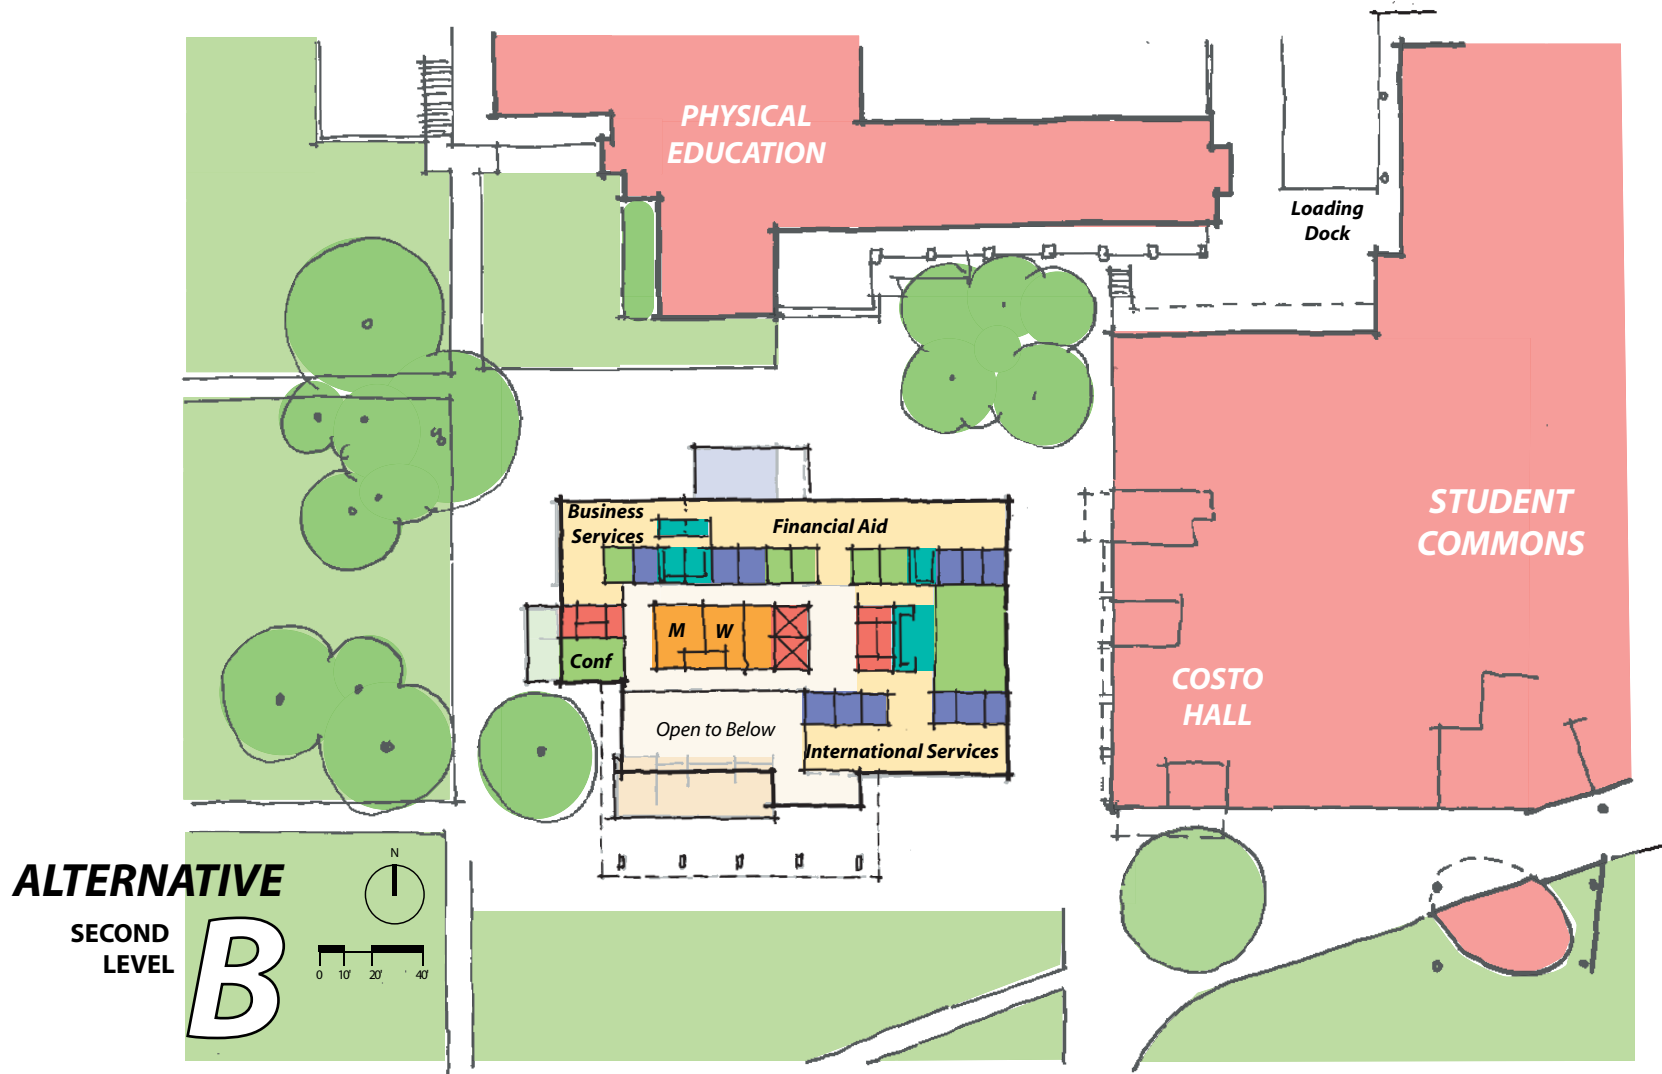 PHYSICAL
EDUCATION
Loading
Dock
STUDENT
COMMONS
Business
Services
Financial Aid
M
W
Conf
COSTO
HALL
Open to Below
International Services
ALTERNATIVE
SECOND
LEVEL
B
N
0 10' 20' 40'